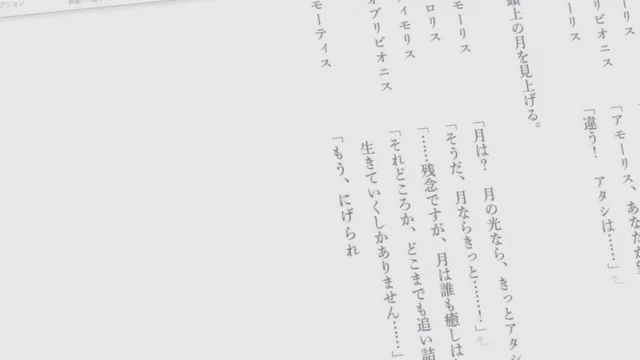 プション
リビオニス
「アモーリス、あなたが
ーリス
「違う！　アタシは……」
頭上の月を見上げる。
モーリス
「月は？　月の光なら、きっとアタシ
ロリス
「そうだ、月ならきっと……！」
ィモリス
「……残念ですが、月は誰も癒しは
オブリビオニス
「それどころか、どこまでも追い詰
生きていくしかありません……」
モーティス
「もう、にげられ